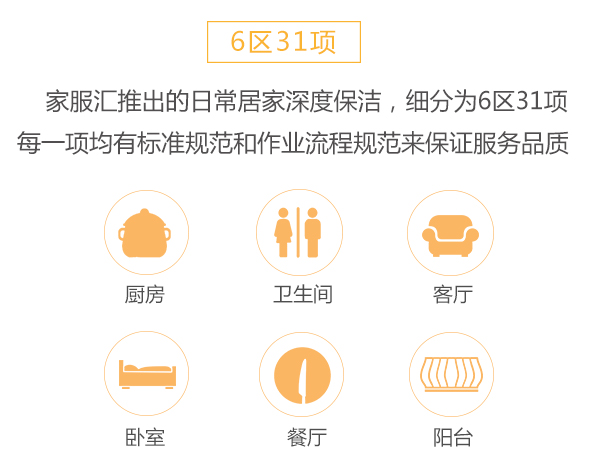 6区31项
家服汇推出的日常居家深度保洁，细分为6区31项
每一项均有标准规范和作业流程规范来保证服务品质
厨房
卫生间
客厅
卧室
餐厅
阳台